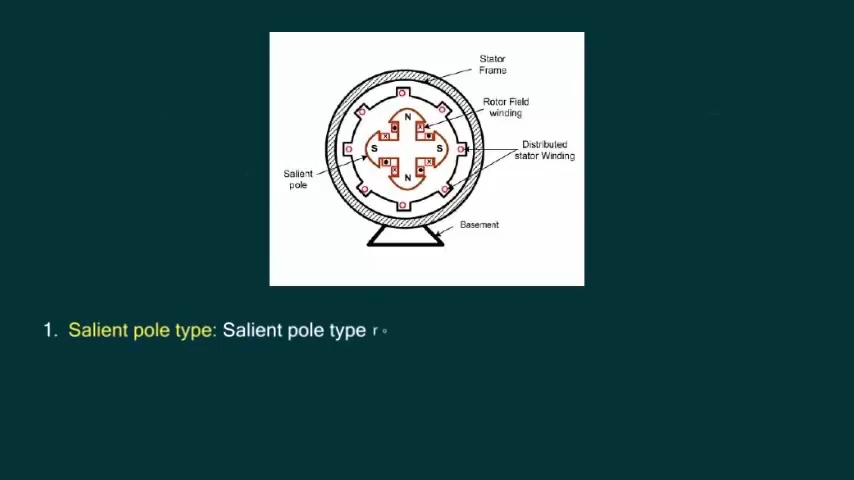 Stator
Frame
Rotor Field
winding
N
S
S
Distributed
stator Winding
Salient
pole
N
Basement
1. Salient pole type: Salient pole type r